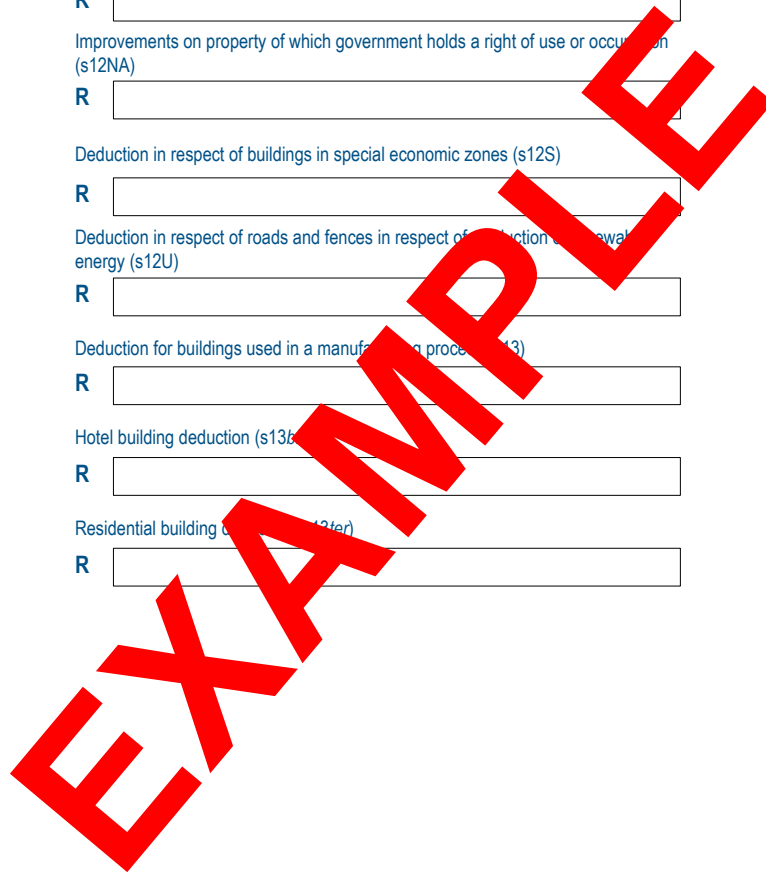 R
Improvements on property of which government holds a right of use or
(s12NA)
R
Deduction in respect of buildings in special economic zones (s12S)
R
Deduction in respect of roads and fences in respect of
energy (s12U)
R
Deduction for buildings used in a
R
Hotel building deduction
R
Residential building
R
EXAMPLE